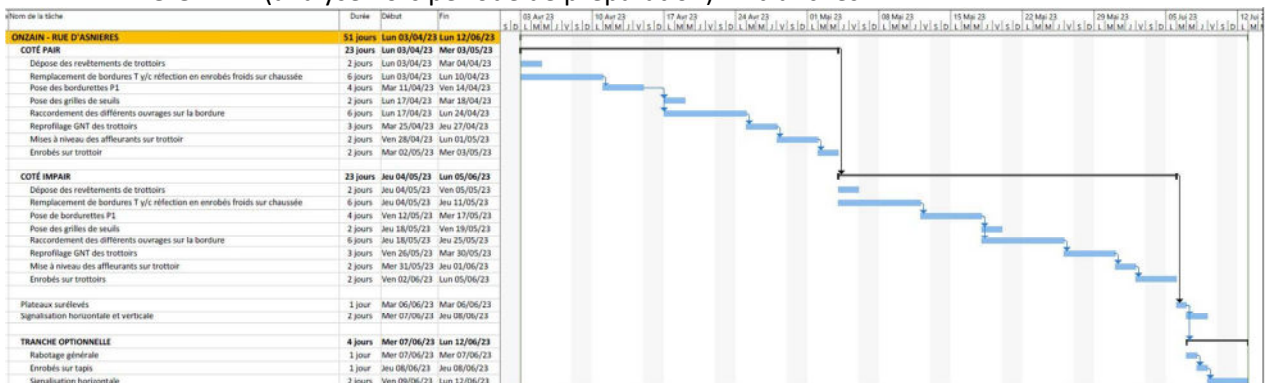 Nom de la tâche Durée Début Fin 03 Avr 23 10 Avr 23 17 Avr 23 24 Avr 23 01 Mai 23 08 Mai 23 15 Mai 23 22 Mai 23 29 Mai 23 05 Jui 23 12 Jui 2
S D L M M J V S D L M M J V S D L M M J V S D L M M J V S D L M M J V S D L M M J V S D L M M J V S D L M M J V S D L M M J V S D L M M J V S D L M
ONZAIN - RUE D'ASNIERES 51 jours Lun 03/04/23 Lun 12/06/23
COTÉ PAIR 23 jours Lun 03/04/23 Mer 03/05/23
Dépose des revêtements de trottoirs 2 jours Lun 03/04/23 Mar 04/04/23
Remplacement de bordures T y/c réfection en enrobés froids sur chaussée 6 jours Lun 03/04/23 Lun 10/04/23
Pose des bordurettes P1 4 jours Mar 11/04/23 Ven 14/04/23
Pose des grilles de seuils 2 jours Lun 17/04/23 Mar 18/04/23
Raccordement des différents ouvrages sur la bordure 6 jours Lun 17/04/23 Lun 24/04/23
Reprofilage GNT des trottoirs 3 jours Mar 25/04/23 Jeu 27/04/23
Mises à niveau des affleurants sur trottoir 2 jours Ven 28/04/23 Lun 01/05/23
Enrobés sur trottoir 2 jours Mar 02/05/23 Mer 03/05/23
COTÉ IMPAIR 23 jours Jeu 04/05/23 Lun 05/06/23
Dépose des revêtements de trottoirs 2 jours Jeu 04/05/23 Ven 05/05/23
Remplacement de bordures T y/c réfection en enrobés froids sur chaussée 6 jours Jeu 04/05/23 Jeu 11/05/23
Pose de bordurettes P1 4 jours Ven 12/05/23 Mer 17/05/23
Pose des grilles de seuils 2 jours Jeu 18/05/23 Ven 19/05/23
Raccordement des différents ouvrages sur la bordure 6 jours Jeu 18/05/23 Jeu 25/05/23
Reprofilage GNT des trottoirs 3 jours Ven 26/05/23 Mar 30/05/23
Mise à niveau des affleurants sur trottoir 2 jours Mer 31/05/23 Jeu 01/06/23
Enrobés sur trottoirs 2 jours Ven 02/06/23 Lun 05/06/23
Plateaux surélevés 1 jour Mar 06/06/23 Mar 06/06/23
Signalisation horizontale et verticale 2 jours Mer 07/06/23 Jeu 08/06/23
TRANCHE OPTIONNELLE 4 jours Mer 07/06/23 Lun 12/06/23
Rabotage générale 1 jour Mer 07/06/23 Mer 07/06/23
Enrobés sur tapis 1 jour Jeu 08/06/23 Jeu 08/06/23
Signalisation horizontale 2 jours Ven 09/06/23 Lun 12/06/23